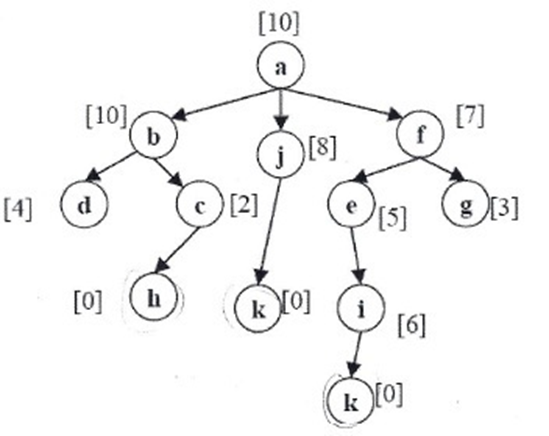 [10]
a
[10] b j [8] f [7]
[4] d c [2] e [5] g [3]
[0] h k [0] i [6]
k [0]